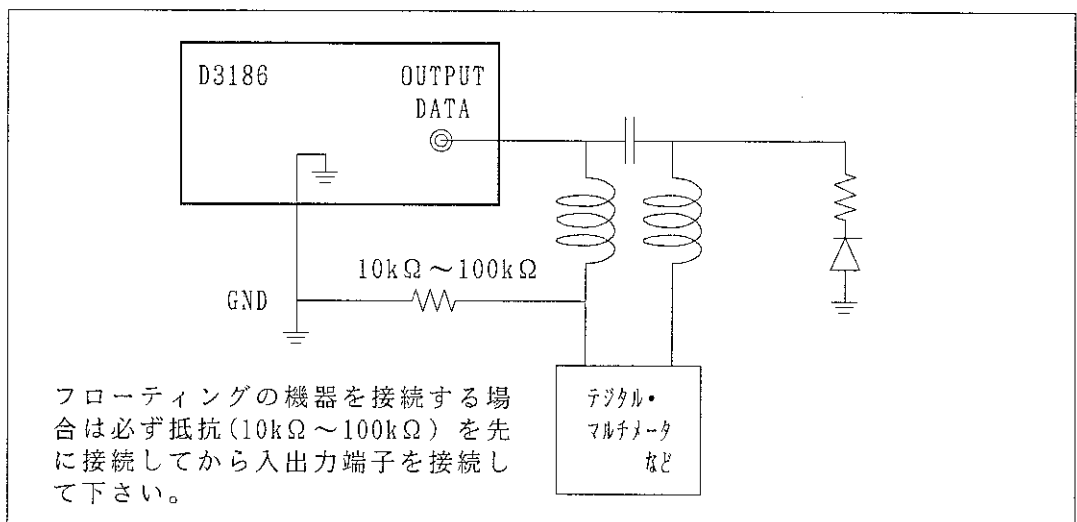 D3186
OUTPUT
DATA
10kΩ～100kΩ
GND
フローティングの機器を接続する場
合は必ず抵抗(10kΩ～100kΩ) を先
に接続してから入出力端子を接続し
て下さい。
デジタル・
マルチメータ
など